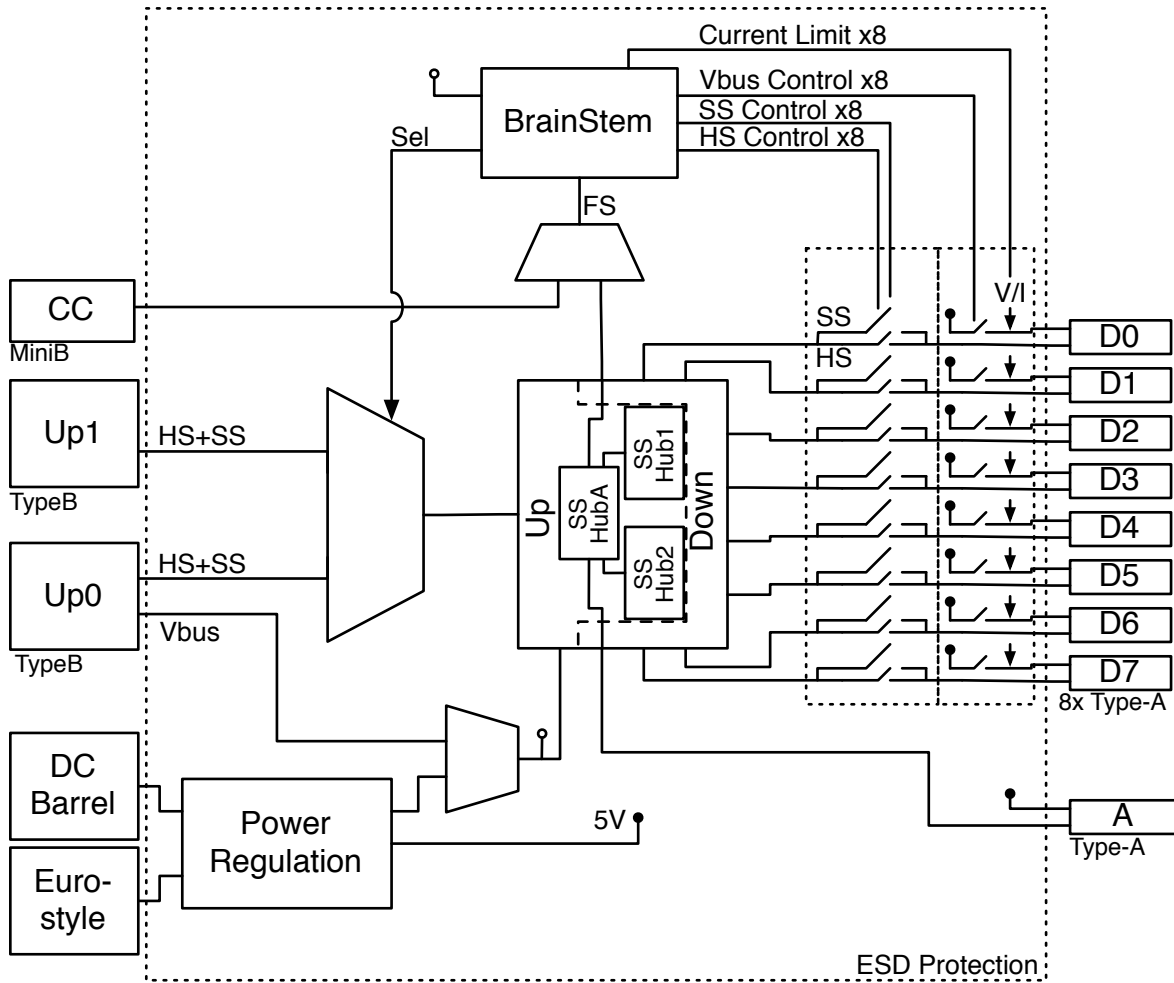 Current Limit x8
Vbus Control x8
BrainStem
SS Control x8
Sel
HS Control x8
FS
CC
MiniB
V/I
SS
D0
HS
D1
Up1
HS+SS
TypeB
D2
SS
Hub1
D3
Up
SS
HubA
Down
D4
SS
Hub2
D5
Up0
HS+SS
Vbus
TypeB
D6
D7
8x Type-A
DC
Barrel
Power
Regulation
5V
A
Type-A
Euro-
style
ESD Protection